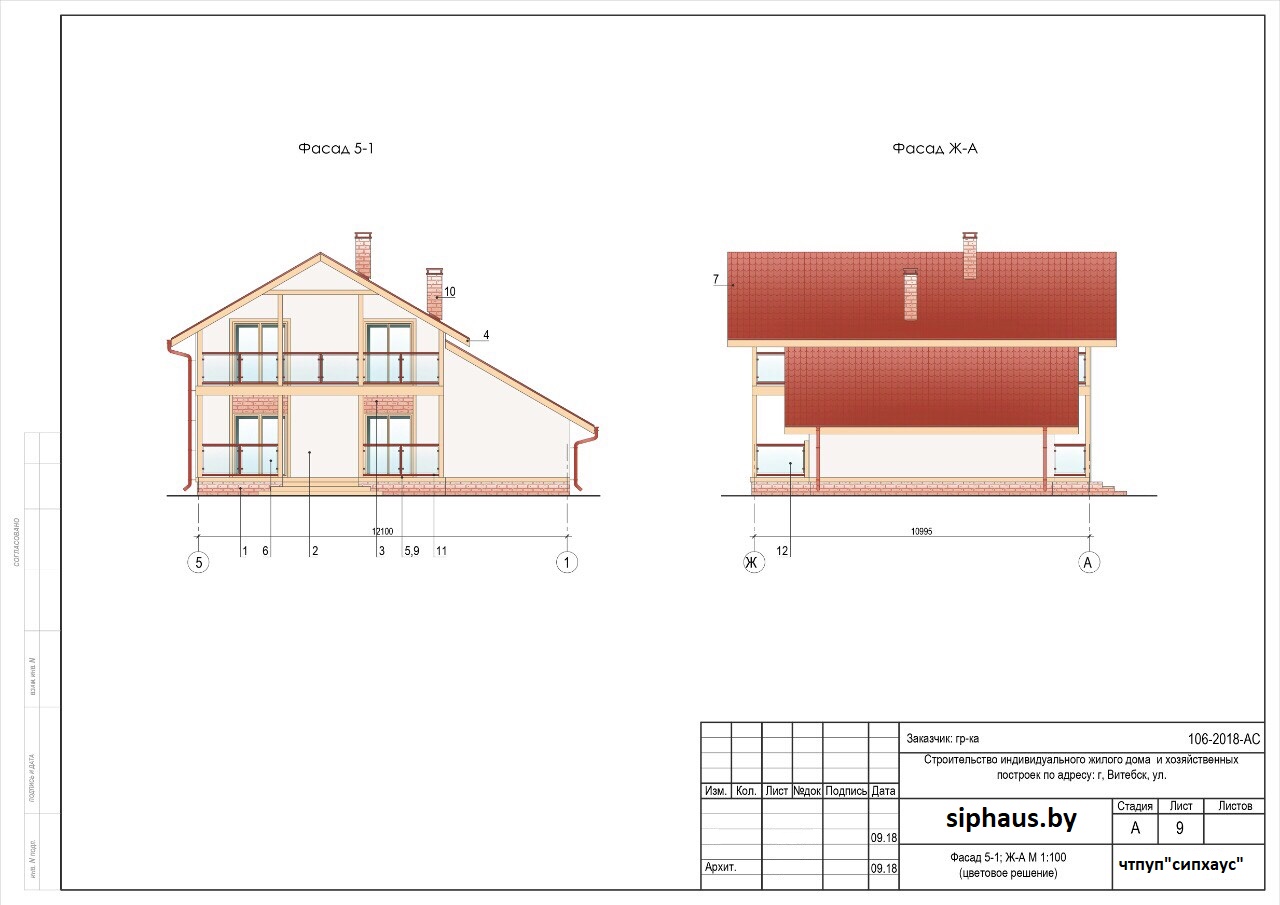 Фасад 5-1
Фасад Ж-А
10
4
7
12100
10995
1
6
2
3
5,9
11
12
5
1
Ж
А
СОГЛАСОВАНО
ВЗАМ. ИНВ. N
ПОДПИСЬ И ДАТА
ИНВ. N ПОДЛ.
Заказчик: гр-ка
106-2018-АС
Строительство индивидуального жилого дома и хозяйственных
построек по адресу: г, Витебск, ул.
Изм. Кол. Лист №док Подпись Дата
siphaus.by
Стадия Лист Листов
А 9
09.18
Архит. 09.18
Фасад 5-1; Ж-А М 1:100
(цветовое решение)
чтпуп"сипхаус"